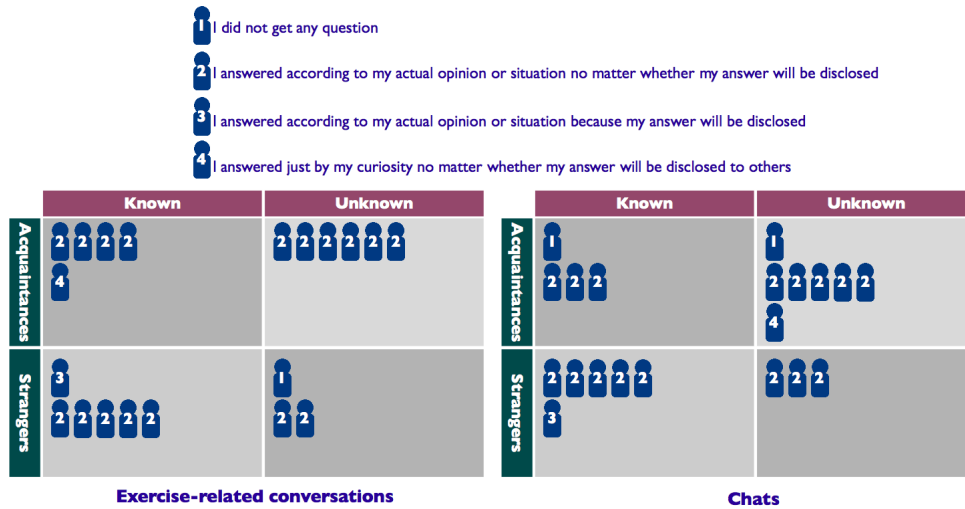 1 I did not get any question
2 I answered according to my actual opinion or situation no matter whether my answer will be disclosed
3 I answered according to my actual opinion or situation because my answer will be disclosed
4 I answered just by my curiosity no matter whether my answer will be disclosed to others
Known Unknown
Acquaintances
2 2 2 2
4
2 2 2 2 2 2
Strangers
3
2 2 2 2 2
1
2 2
Exercise-related conversations
Known Unknown
Acquaintances
1
2 2 2
1
2 2 2 2 2
4
Strangers
2 2 2 2 2
3
2 2 2
Chats